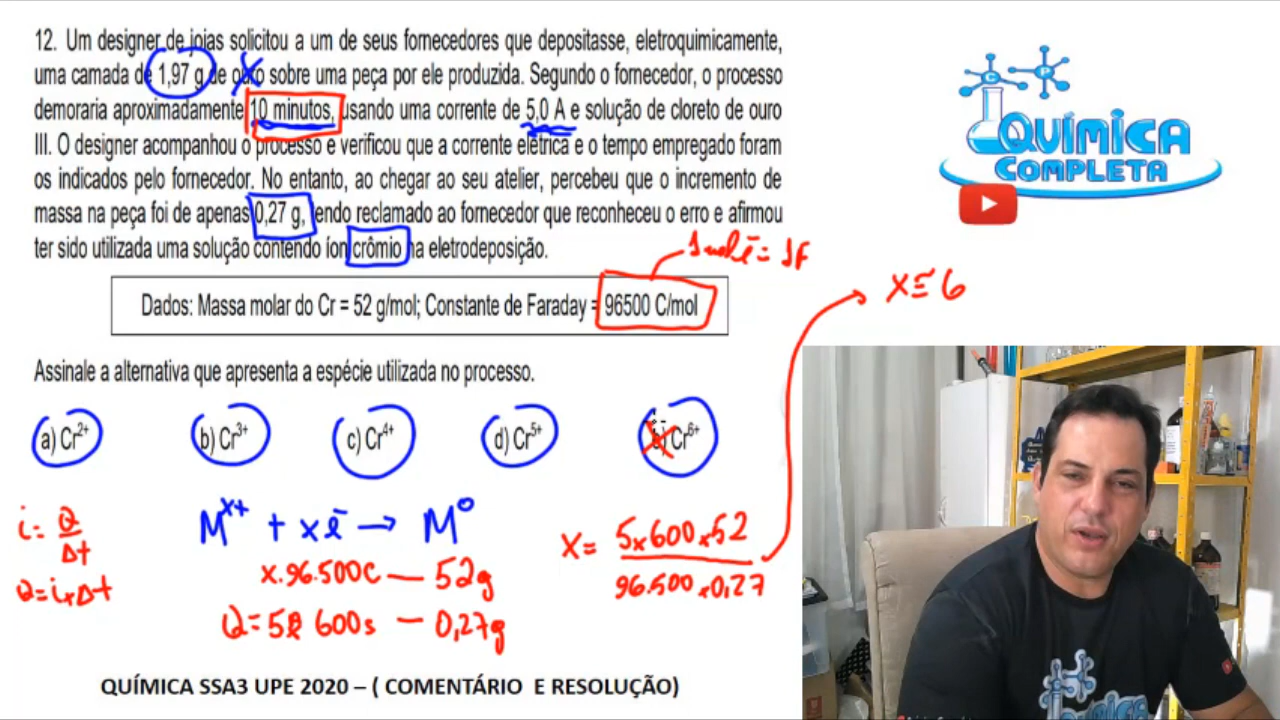 12. Um designer de joias solicitou a um de seus fornecedores que depositasse, eletroquimicamente,
uma camada de 1,97 g de ouro sobre uma peça por ele produzida. Segundo o fornecedor, o processo
demoraria aproximadamente 10 minutos, usando uma corrente de 5,0 A e solução de cloreto de ouro
III. O designer acompanhou o processo e verificou que a corrente elétrica e o tempo empregado foram
os indicados pelo fornecedor. No entanto, ao chegar ao seu atelier, percebeu que o incremento de
massa na peça foi de apenas 0,27 g, tendo reclamado ao fornecedor que reconheceu o erro e afirmou
ter sido utilizada uma solução contendo íon crômio na eletrodeposição.
1 mol ē = 1F
Dados: Massa molar do Cr = 52 g/mol; Constante de Faraday = 96500 C/mol
X ≅ 6
Assinale a alternativa que apresenta a espécie utilizada no processo.
a) Cr2+ b) Cr3+ c) Cr4+ d) Cr5+ e) Cr6+
i = Q/Δt
Q = i x Δt
M^x+ + x ē → M^0
x.96.500C — 52g
Q = 5x 600s — 0,27g
X = 5x600x52
96.500x0,27
QUÍMICA SSA3 UPE 2020 – ( COMENTÁRIO E RESOLUÇÃO)
C P
QUÍMICA
COMPLETA